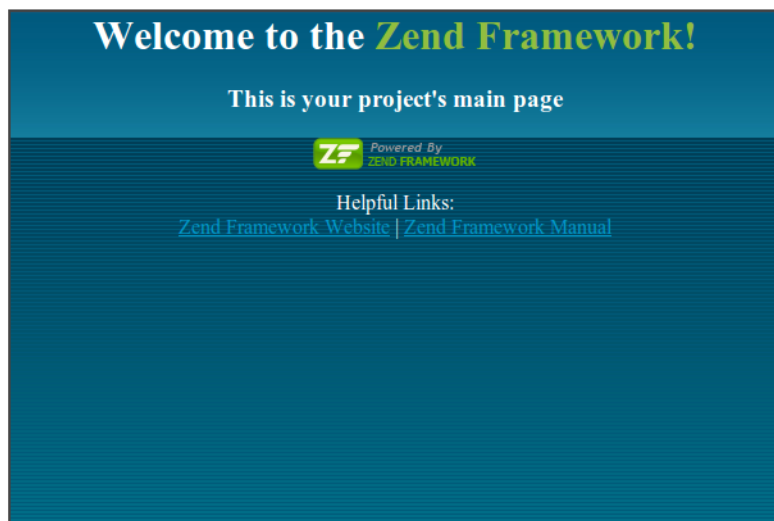 Welcome to the Zend Framework!
This is your project's main page
ZF Powered By
ZEND FRAMEWORK
Helpful Links:
Zend Framework Website | Zend Framework Manual